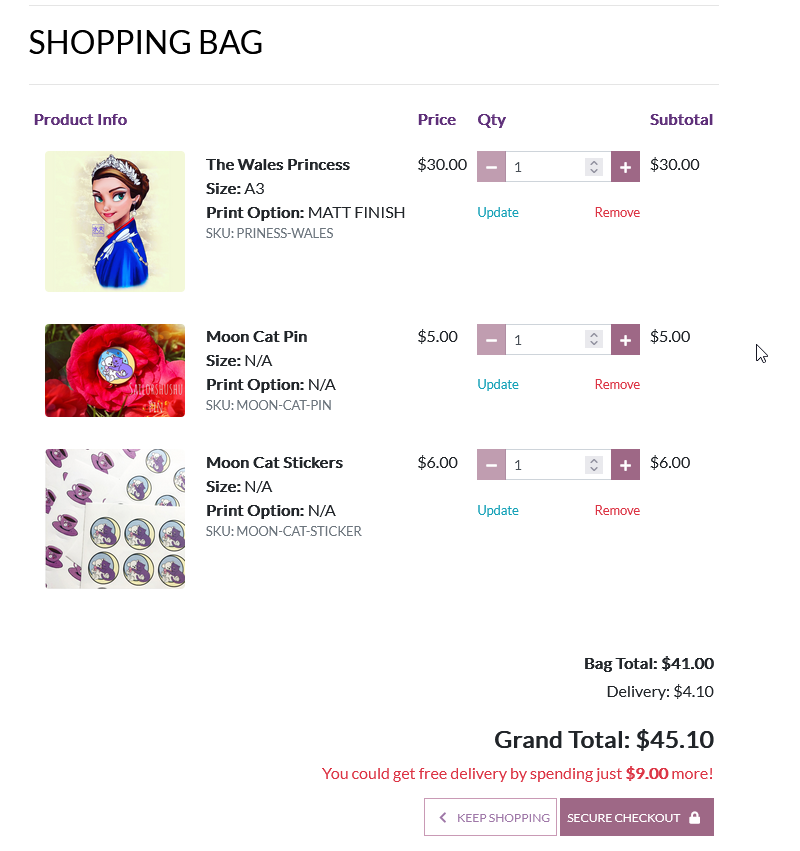 SHOPPING BAG
Product Info Price Qty Subtotal
The Wales Princess $30.00 1 $30.00
Size: A3
Print Option: MATT FINISH Update Remove
SKU: PRINESS-WALES
Moon Cat Pin $5.00 1 $5.00
Size: N/A
Print Option: N/A Update Remove
SKU: MOON-CAT-PIN
SAILORSHUSHU
Moon Cat Stickers $6.00 1 $6.00
Size: N/A
Print Option: N/A Update Remove
SKU: MOON-CAT-STICKER
Bag Total: $41.00
Delivery: $4.10
Grand Total: $45.10
You could get free delivery by spending just $9.00 more!
KEEP SHOPPING SECURE CHECKOUT